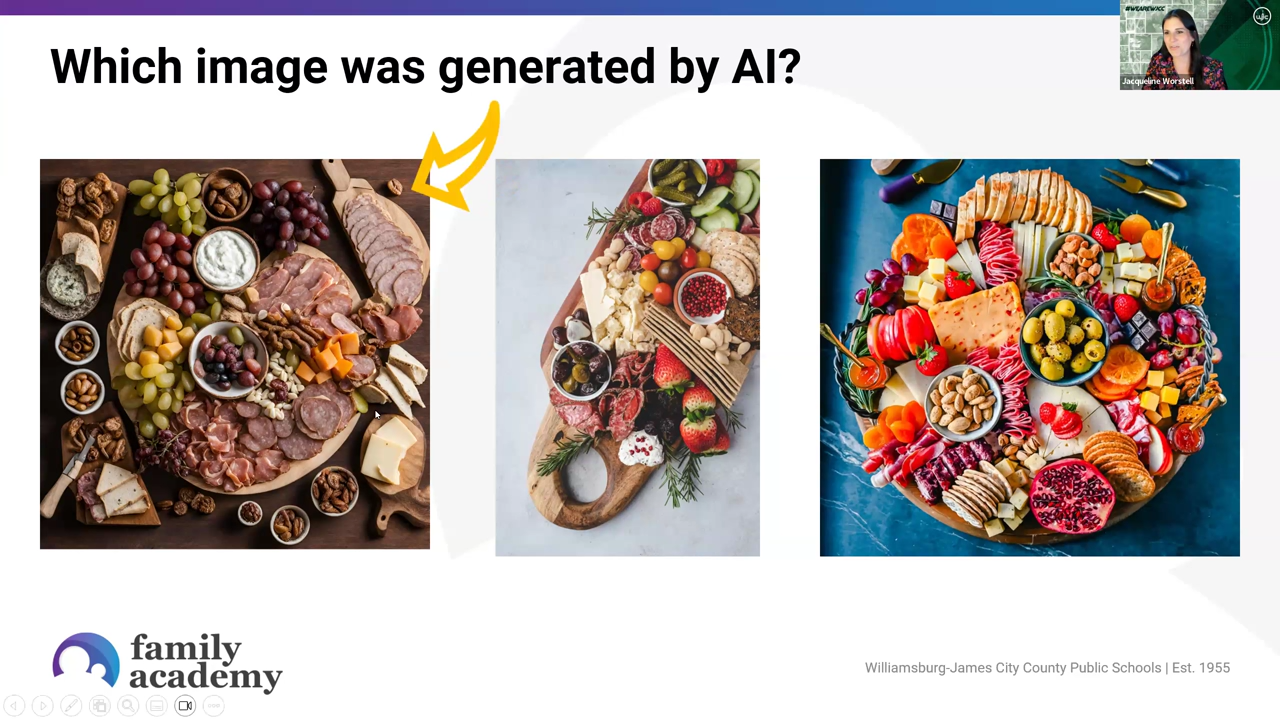 Which image was generated by AI?
#WEAREWJCC
wjc
Jacqueline Worstell
family
academy
Williamsburg-James City County Public Schools | Est. 1955